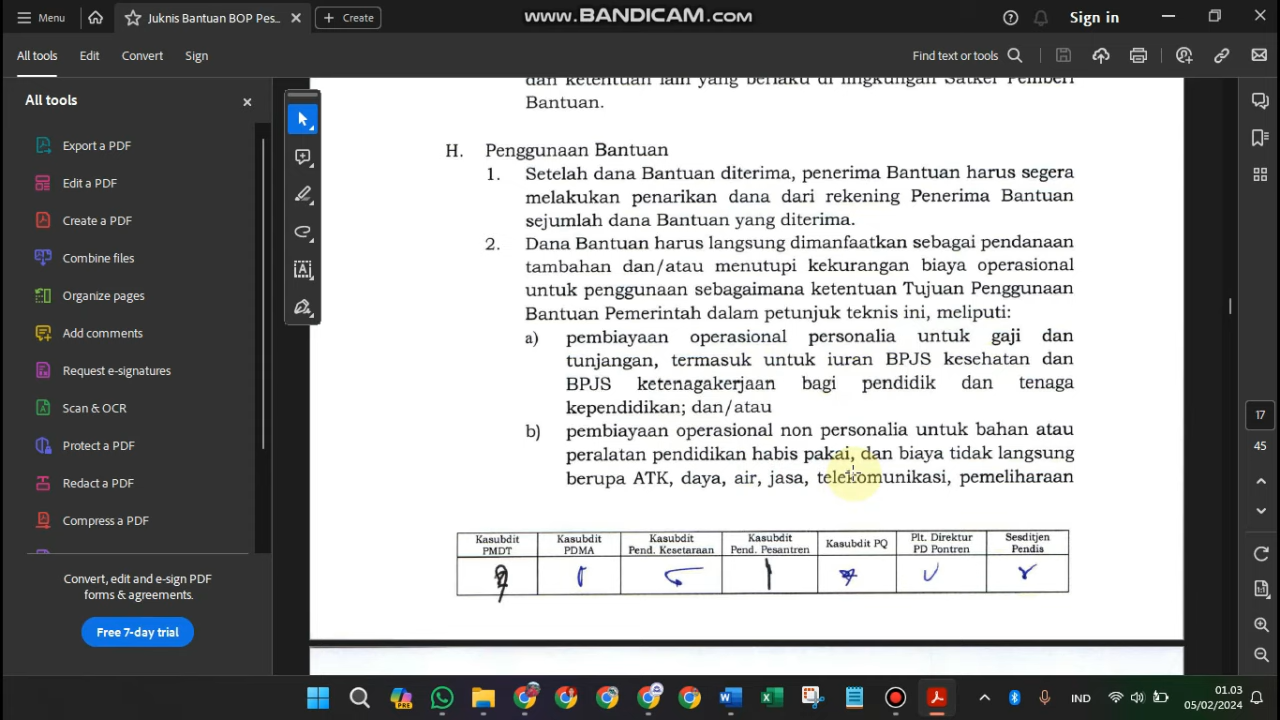 Menu
Juknis Bantuan BOP Pes...
Create
www.BANDICAM.com
Sign in
All tools
Edit
Convert
Sign
Find text or tools
All tools
Export a PDF
Edit a PDF
Create a PDF
Combine files
Organize pages
Add comments
Request e-signatures
Scan & OCR
Protect a PDF
Redact a PDF
Compress a PDF
Convert, edit and e-sign PDF
forms & agreements.
Free 7-day trial
dan ketentuan lain yang berlaku di lingkungan Satker Pemberi
Bantuan.
H. Penggunaan Bantuan
1. Setelah dana Bantuan diterima, penerima Bantuan harus segera
melakukan penarikan dana dari rekening Penerima Bantuan
sejumlah dana Bantuan yang diterima.
2. Dana Bantuan harus langsung dimanfaatkan sebagai pendanaan
tambahan dan/atau menutupi kekurangan biaya operasional
untuk penggunaan sebagaimana ketentuan Tujuan Penggunaan
Bantuan Pemerintah dalam petunjuk teknis ini, meliputi:
a) pembiayaan operasional personalia untuk gaji dan
tunjangan, termasuk untuk iuran BPJS kesehatan dan
BPJS ketenagakerjaan bagi pendidik dan tenaga
kependidikan; dan/atau
b) pembiayaan operasional non personalia untuk bahan atau
peralatan pendidikan habis pakai, dan biaya tidak langsung
berupa ATK, daya, air, jasa, telekomunikasi, pemeliharaan
Kasubdit PMDT
Kasubdit PDMA
Kasubdit Pend. Kesetaraan
Kasubdit Pend. Pesantren
Kasubdit PQ
Plt. Direktur PD Pontren
Sesditjen Pendis
17
45
IND
01.03
05/02/2024